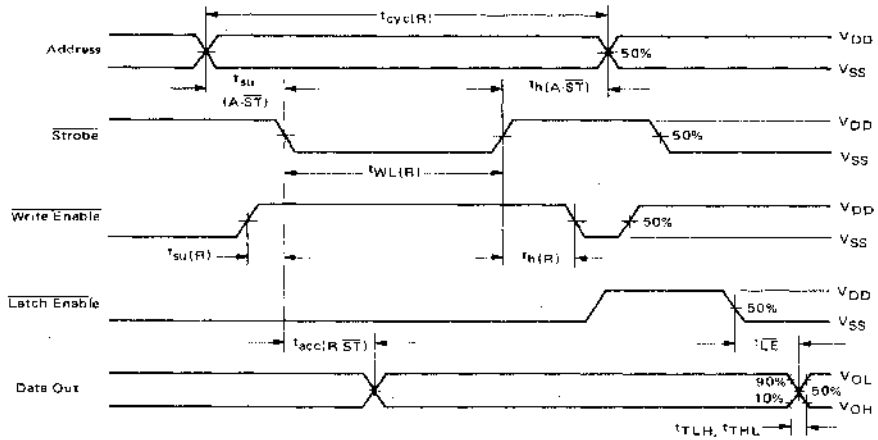 tcyc(R)
Address
VDD
50%
VSS
tsu
(A-ST)
th(A-ST)
Strobe
VDD
50%
VSS
tWL(R)
Write Enable
VDD
50%
VSS
tsu(R)
th(R)
Latch Enable
VDD
50%
VSS
tacc(R-ST)
tLE
Data Out
90%
10%
50%
VOL
VOH
tTLH, tTHL